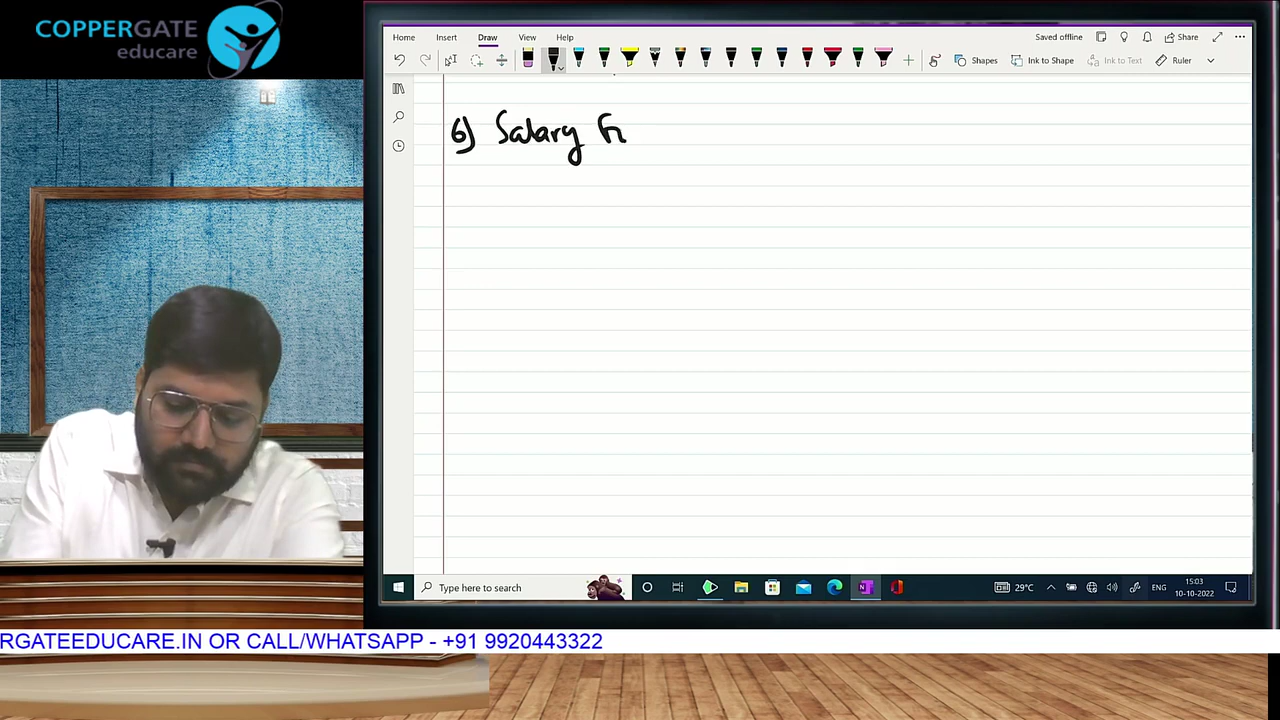 COPPERGATE
educare
Home Insert Draw View Help
Saved offline
Share
Shapes
Ink to Shape
Ink to Text
Ruler
6) Salary Fr
Type here to search
29°C
ENG
15:03
10-10-2022
RGATEEDUCARE.IN OR CALL/WHATSAPP - +91 9920443322